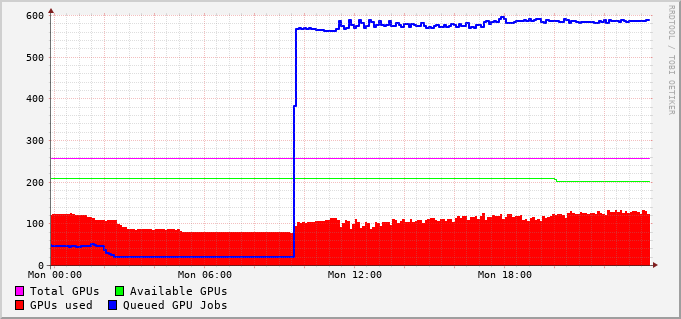 600
500
400
300
200
100
0
Mon 00:00 Mon 06:00 Mon 12:00 Mon 18:00
Total GPUs Available GPUs
GPUs used Queued GPU Jobs
RRDTOOL / TOBI OETIKER